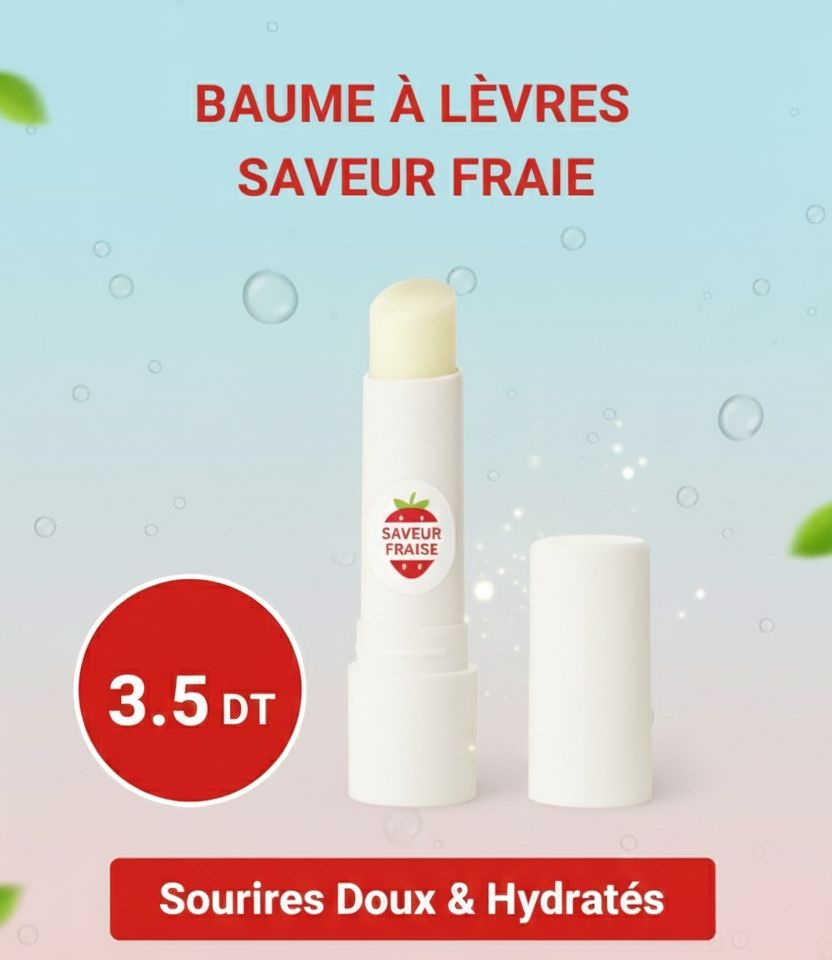 BAUME À LÈVRES
SAVEUR FRAIE
SAVEUR
FRAISE
3.5 DT
Sourires Doux & Hydratés